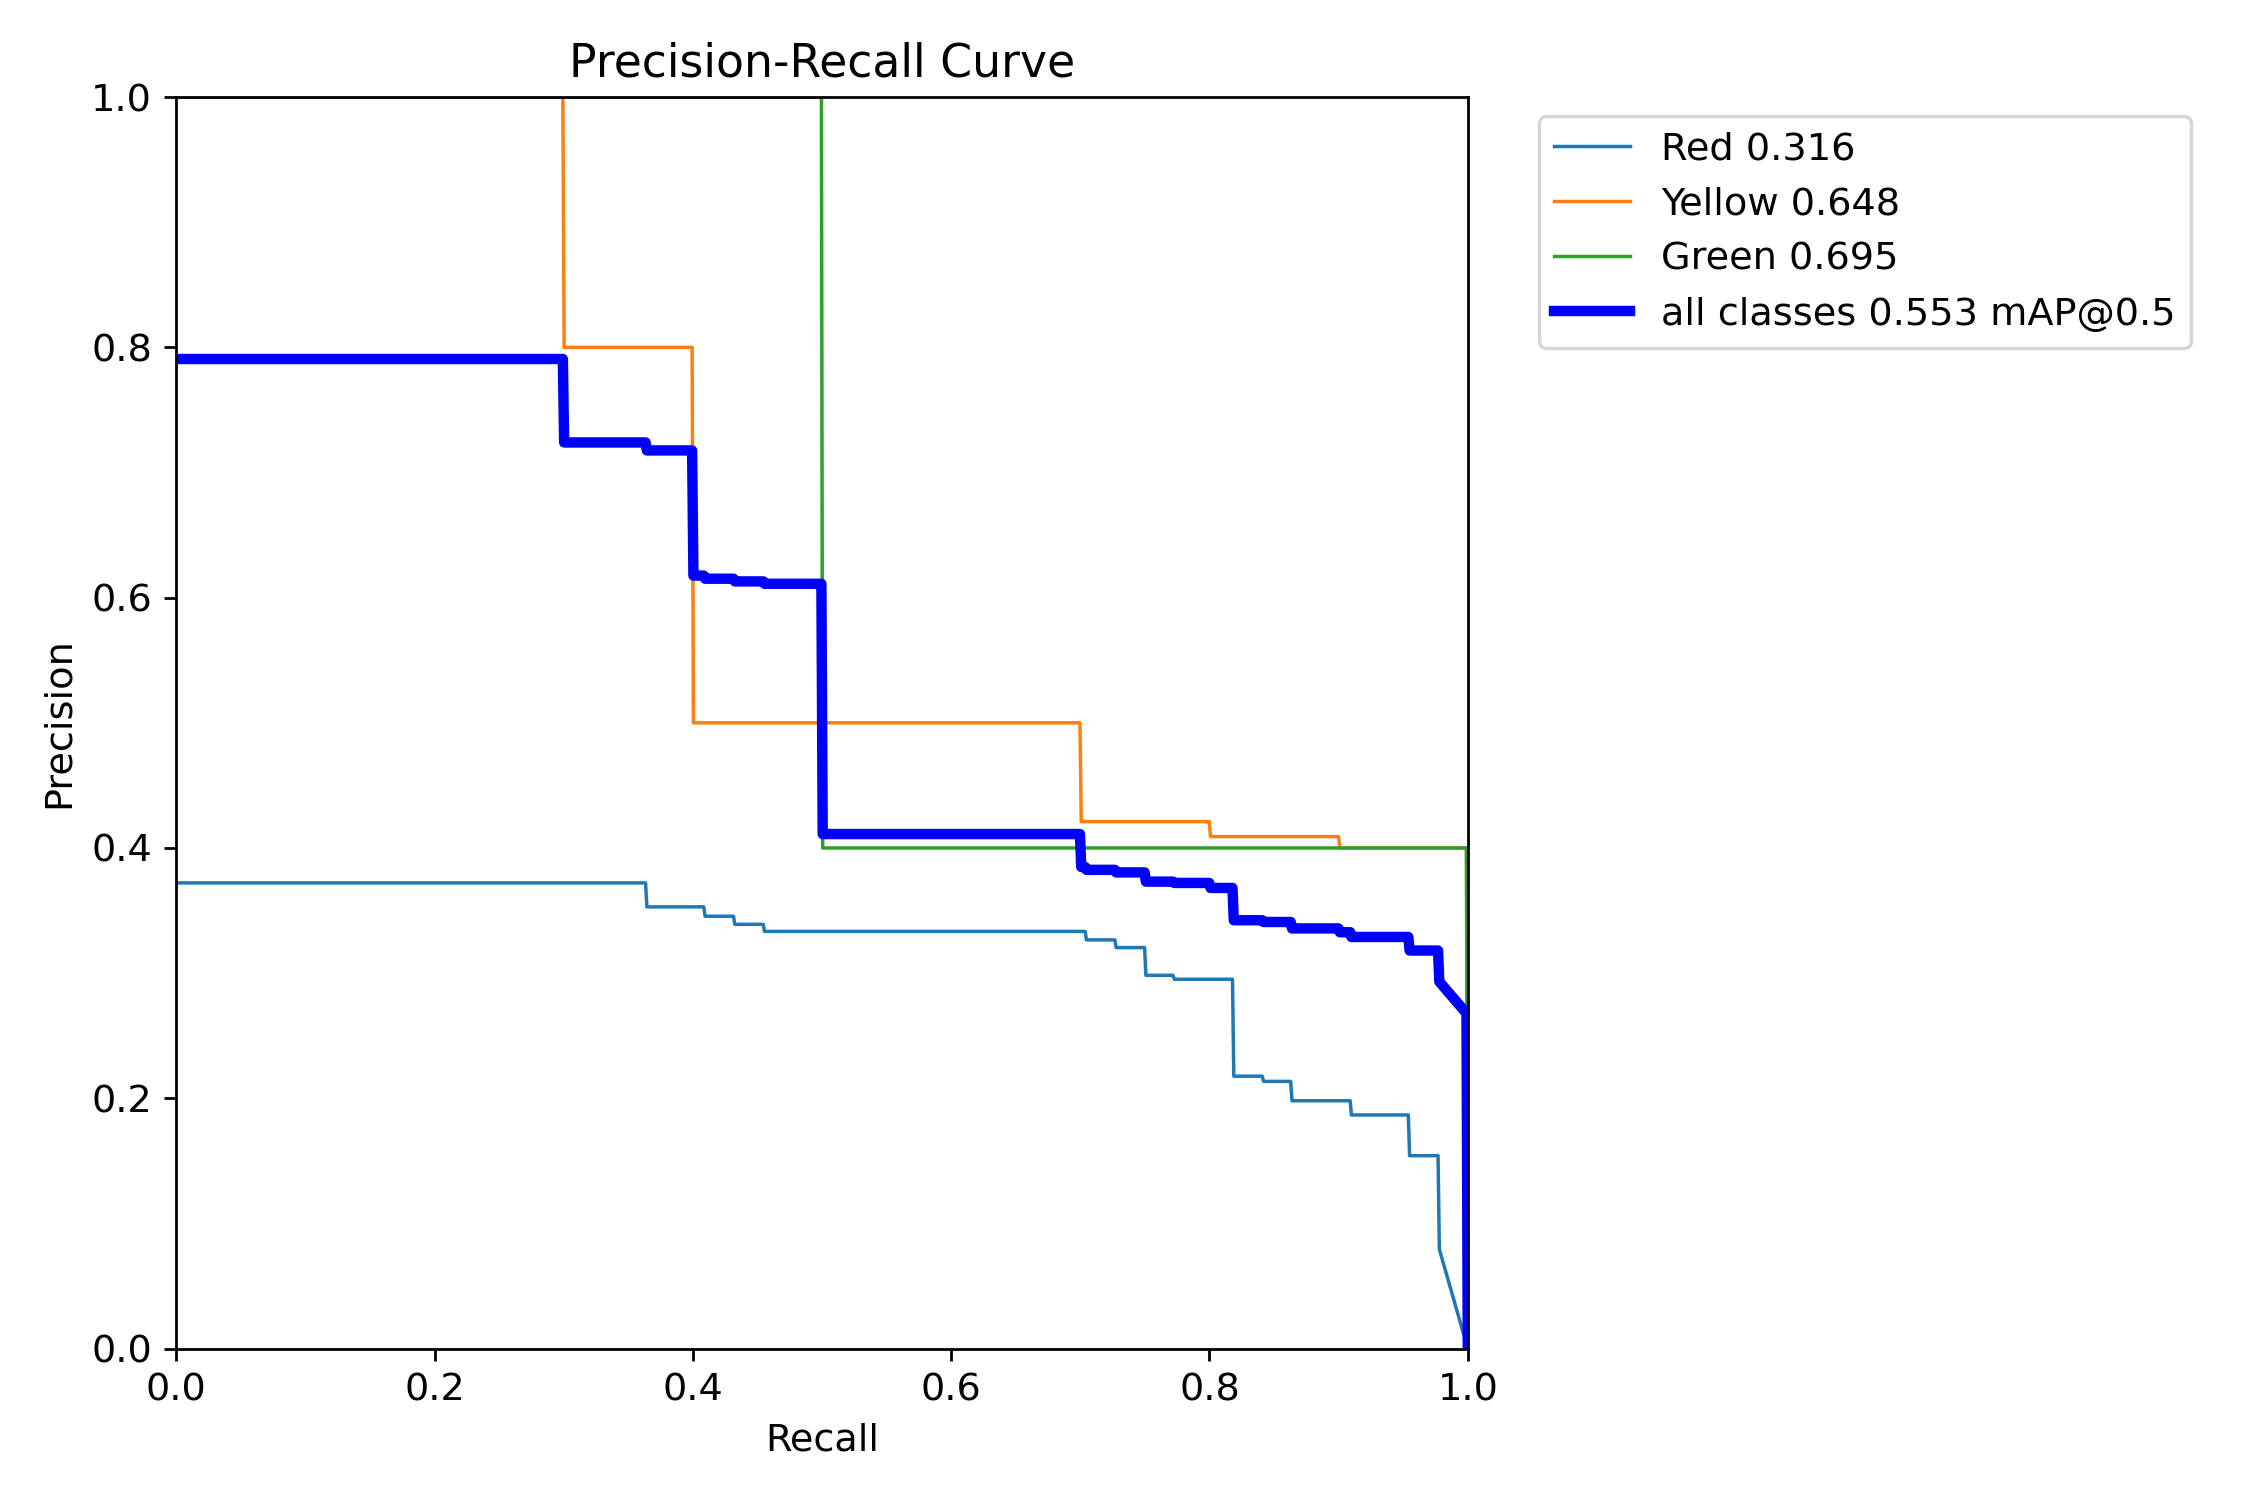 Precision-Recall Curve
1.0
0.8
0.6
0.4
0.2
0.0
Precision
0.0 0.2 0.4 0.6 0.8 1.0
Recall
Red 0.316
Yellow 0.648
Green 0.695
all classes 0.553 mAP@0.5